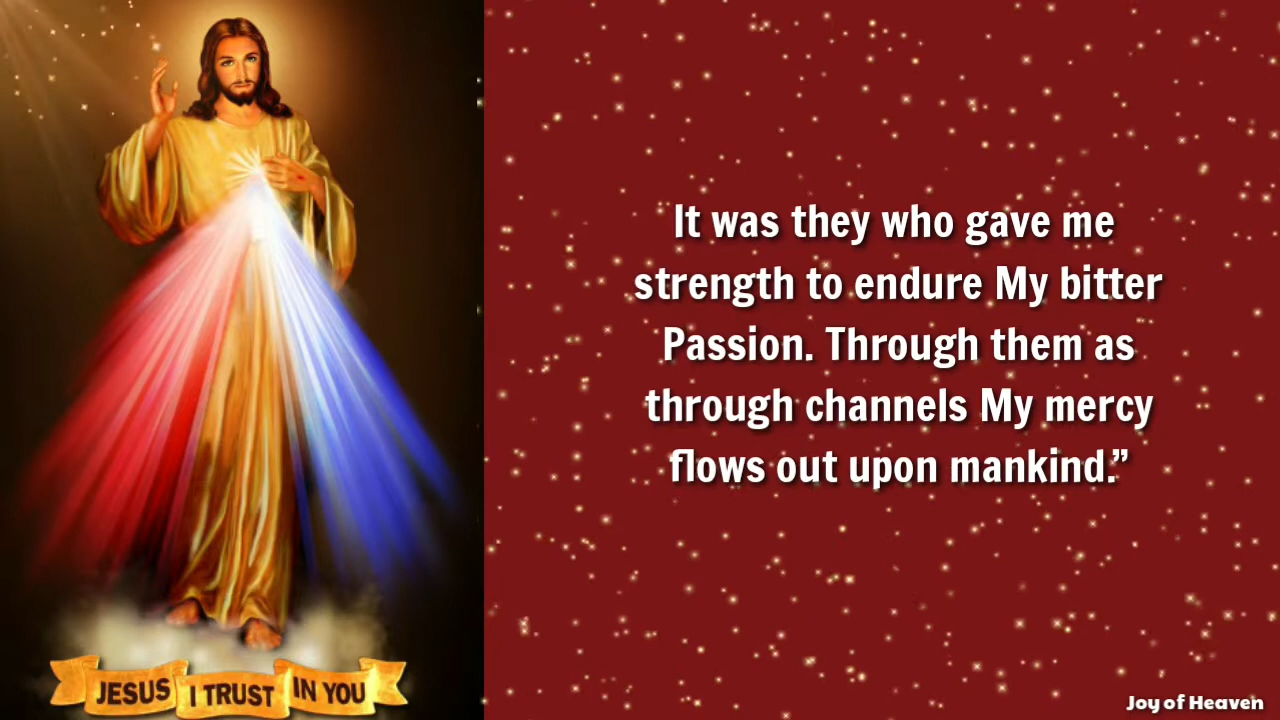 It was they who gave me
strength to endure My bitter
Passion. Through them as
through channels My mercy
flows out upon mankind.”
JESUS I TRUST IN YOU
Joy of Heaven